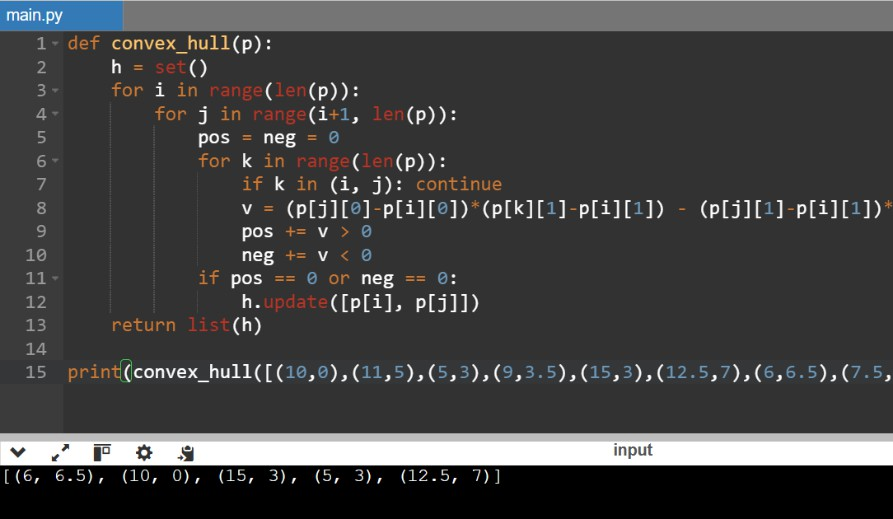 main.py
1 def convex_hull(p):
2     h = set()
3     for i in range(len(p)):
4         for j in range(i+1, len(p)):
5             pos = neg = 0
6             for k in range(len(p)):
7                 if k in (i, j): continue
8                 v = (p[j][0]-p[i][0])*(p[k][1]-p[i][1]) - (p[j][1]-p[i][1])*
9                 pos += v > 0
10                 neg += v < 0
11             if pos == 0 or neg == 0:
12                 h.update([p[i], p[j]])
13     return list(h)
14
15 print(convex_hull([(10,0),(11,5),(5,3),(9,3.5),(15,3),(12.5,7),(6,6.5),(7.5,
input
[(6, 6.5), (10, 0), (15, 3), (5, 3), (12.5, 7)]